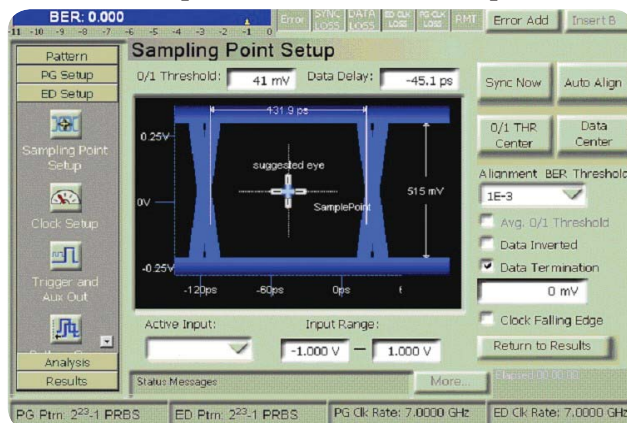 BER: 0.000
-11 -10 -9 -8 -7 -6 -5 -4 -3 -2 -1 0
Error
SYNC LOSS
DATA LOSS
ED CLK LOSS
PG CLK LOSS
RMT
Error Add
Insert B
Pattern
PG Setup
ED Setup
Sampling Point Setup
Clock Setup
Trigger and Aux Out
Analysis
Results
Sampling Point Setup
0/1 Threshold: 41 mV Data Delay: -45.1 ps
431.9 ps
0.25V
0V
-0.25V
suggested eye
SamplePoint
515 mV
-120ps -60ps 0ps
Active Input:
Input Range:
-1.000 V — 1.000 V
Status Messages
More...
Sync Now
Auto Align
0/1 THR Center
Data Center
Alignment BER Threshold
1E-3
Avg. 0/1 Threshold
Data Inverted
Data Termination
0 mV
Clock Falling Edge
Return to Results
PG Ptrn: 2²³-1 PRBS
ED Ptrn: 2²³-1 PRBS
PG Clk Rate: 7.0000 GHz
ED Clk Rate: 7.0000 GHz